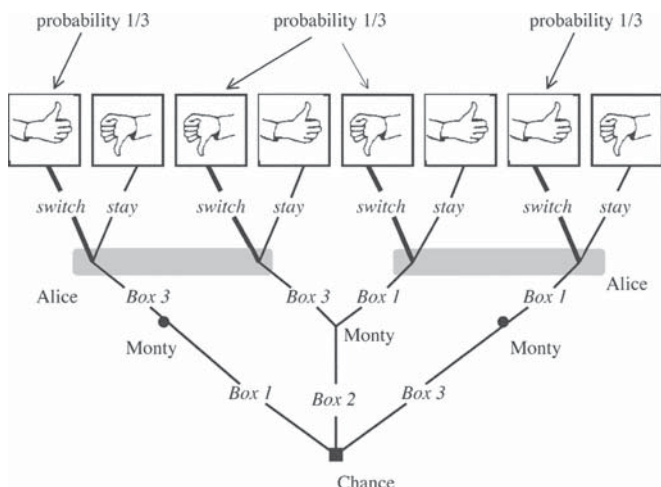 probability 1/3 probability 1/3 probability 1/3
switch stay switch stay switch stay switch stay
Alice Box 3 Box 3 Box 1 Box 1 Alice
Monty Monty Monty
Box 1 Box 2 Box 3
Chance